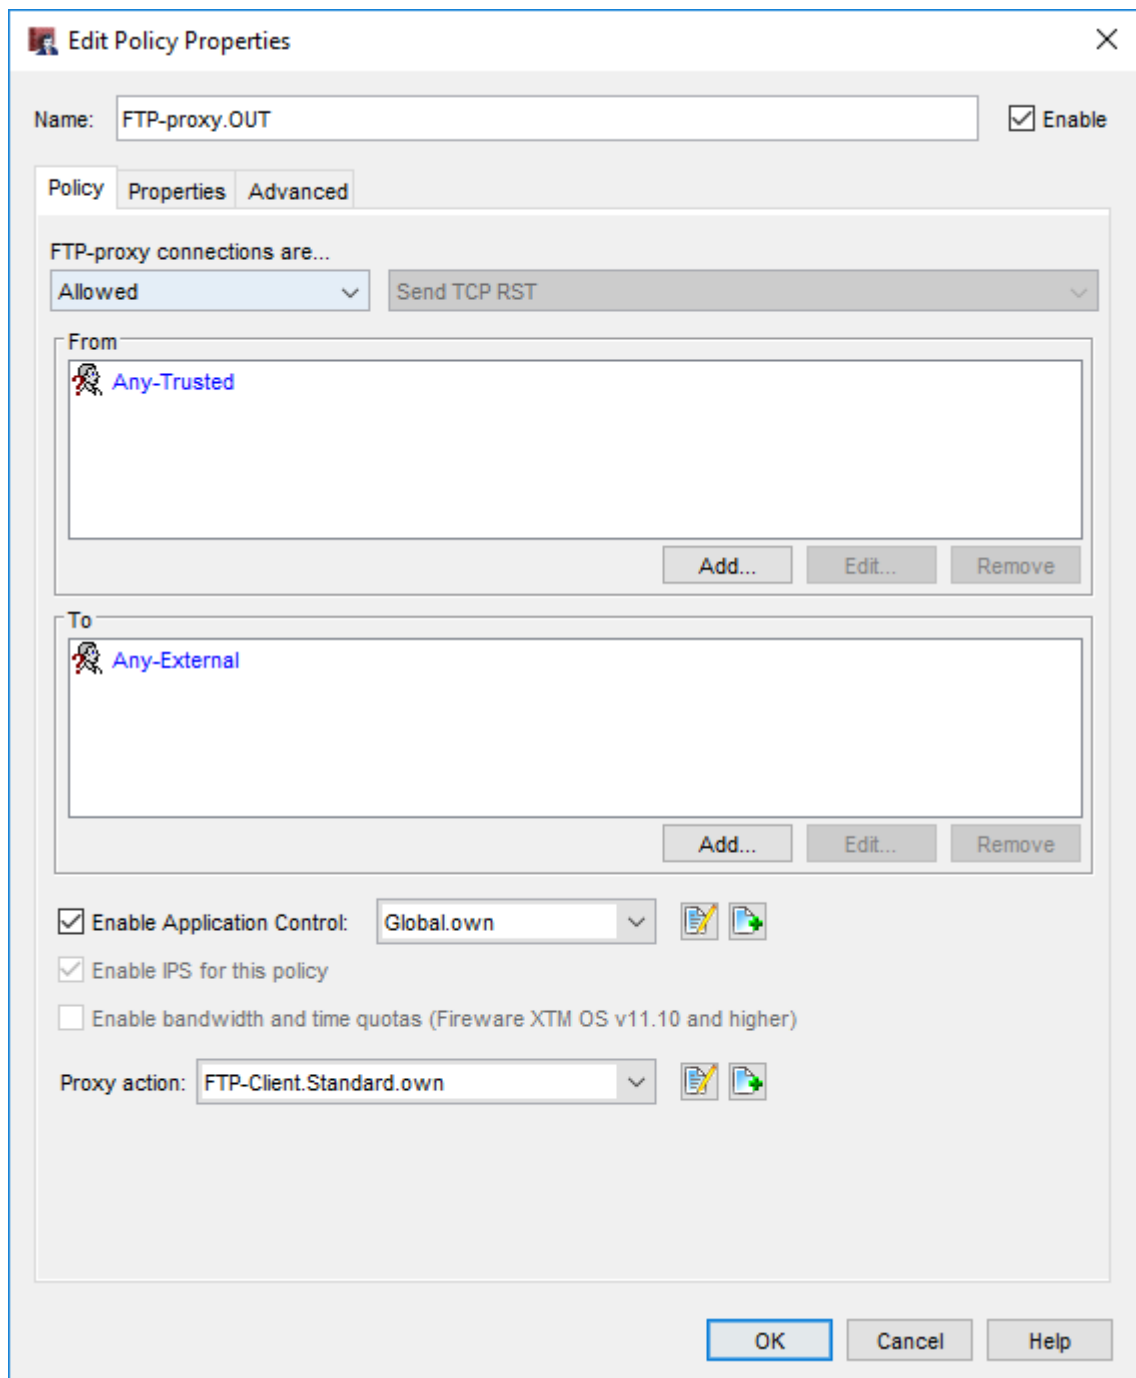 Edit Policy Properties
Name: FTP-proxy.OUT Enable
Policy Properties Advanced
FTP-proxy connections are...
Allowed Send TCP RST
From
Any-Trusted
Add... Edit... Remove
To
Any-External
Add... Edit... Remove
Enable Application Control: Global.own
Enable IPS for this policy
Enable bandwidth and time quotas (Fireware XTM OS v11.10 and higher)
Proxy action: FTP-Client.Standard.own
OK Cancel Help